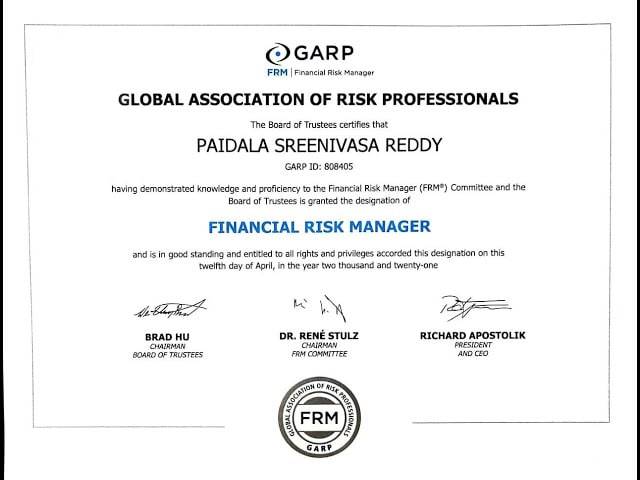 GARP
FRM | Financial Risk Manager
GLOBAL ASSOCIATION OF RISK PROFESSIONALS
The Board of Trustees certifies that
PAIDALA SREENIVASA REDDY
GARP ID: 808405
having demonstrated knowledge and proficiency to the Financial Risk Manager (FRM®) Committee and the
Board of Trustees is granted the designation of
FINANCIAL RISK MANAGER
and is in good standing and entitled to all rights and privileges accorded this designation on this
twelfth day of April, in the year two thousand and twenty-one
BRAD HU
CHAIRMAN
BOARD OF TRUSTEES
DR. RENÉ STULZ
CHAIRMAN
FRM COMMITTEE
RICHARD APOSTOLIK
PRESIDENT
AND CEO
GLOBAL ASSOCIATION OF RISK PROFESSIONALS
FRM
GARP